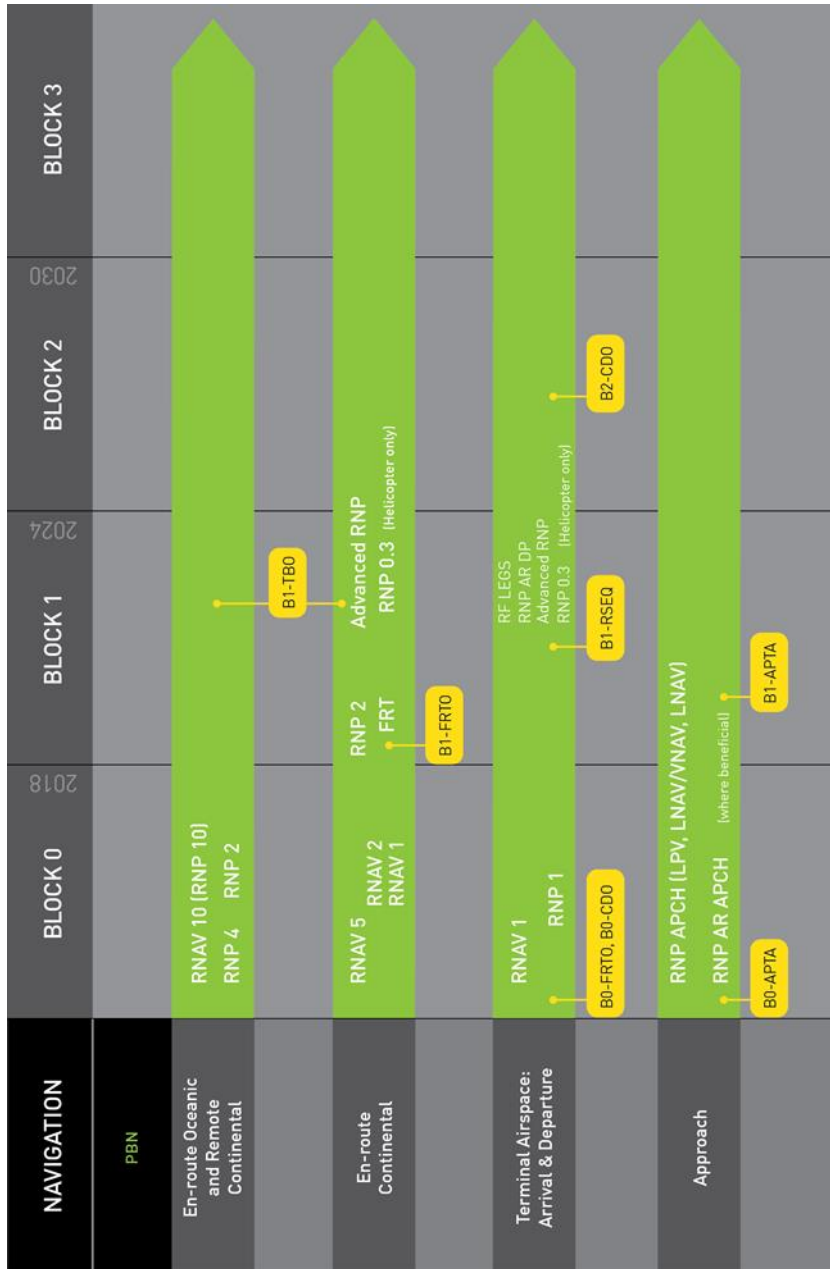 NAVIGATION
BLOCK 0
2018
BLOCK 1
2024
BLOCK 2
2030
BLOCK 3
PBN
En-route Oceanic
and Remote
Continental
RNAV 10 (RNP 10)
RNP 4 RNP 2
B1-TBO
En-route
Continental
RNAV 5
RNAV 2
RNAV 1
RNP 2
FRT
Advanced RNP
RNP 0.3 (Helicopter only)
B1-FRTO
Terminal Airspace:
Arrival & Departure
RNAV 1
RNP 1
RF LEGS
RNP AR DP
Advanced RNP
RNP 0.3 (Helicopter only)
B0-FRTO, B0-CDO
B1-RSEQ
B2-CDO
Approach
RNP APCH (LPV, LNAV/VNAV, LNAV)
RNP AR APCH (where beneficial)
B0-APTA
B1-APTA